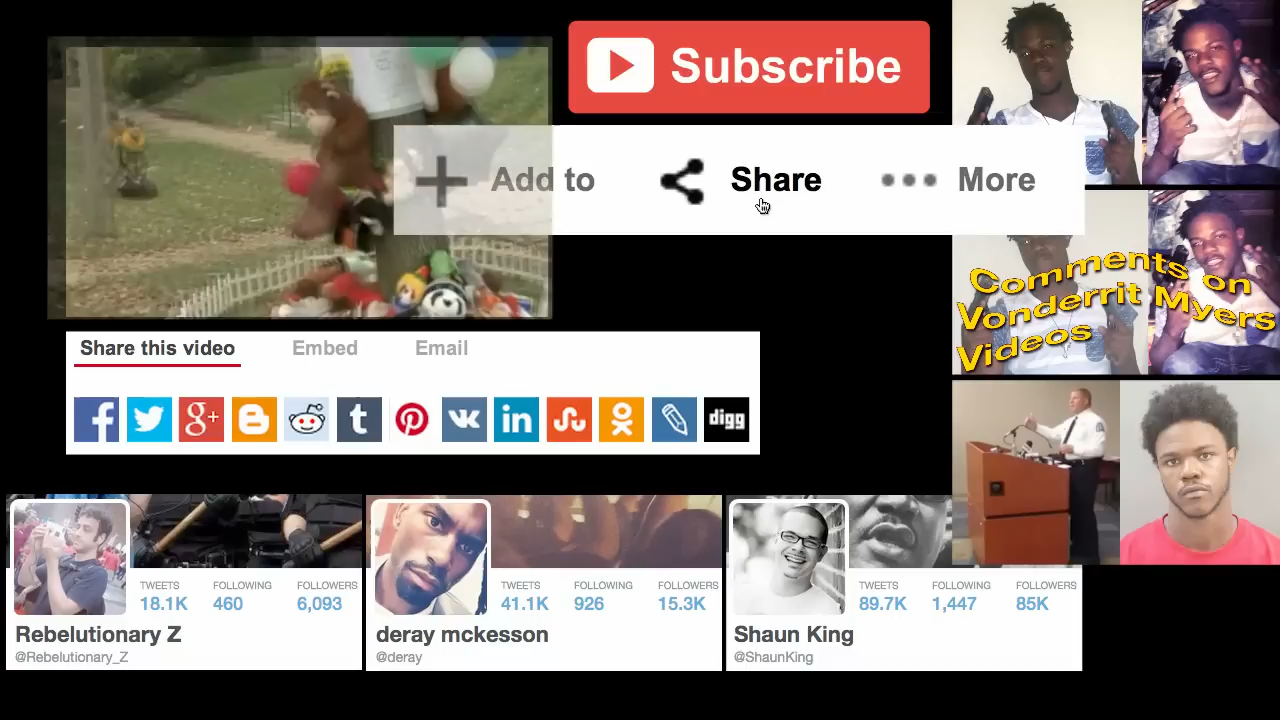 Subscribe
Add to
Share
More
Comments on
Vonderrit Myers
Videos
Share this video
Embed
Email
f
g+
B
t
in
digg
TWEETS
FOLLOWING
FOLLOWERS
18.1K
460
6,093
Rebelutionary Z
@Rebelutionary_Z
TWEETS
FOLLOWING
FOLLOWERS
41.1K
926
15.3K
deray mckesson
@deray
TWEETS
FOLLOWING
FOLLOWERS
89.7K
1,447
85K
Shaun King
@ShaunKing